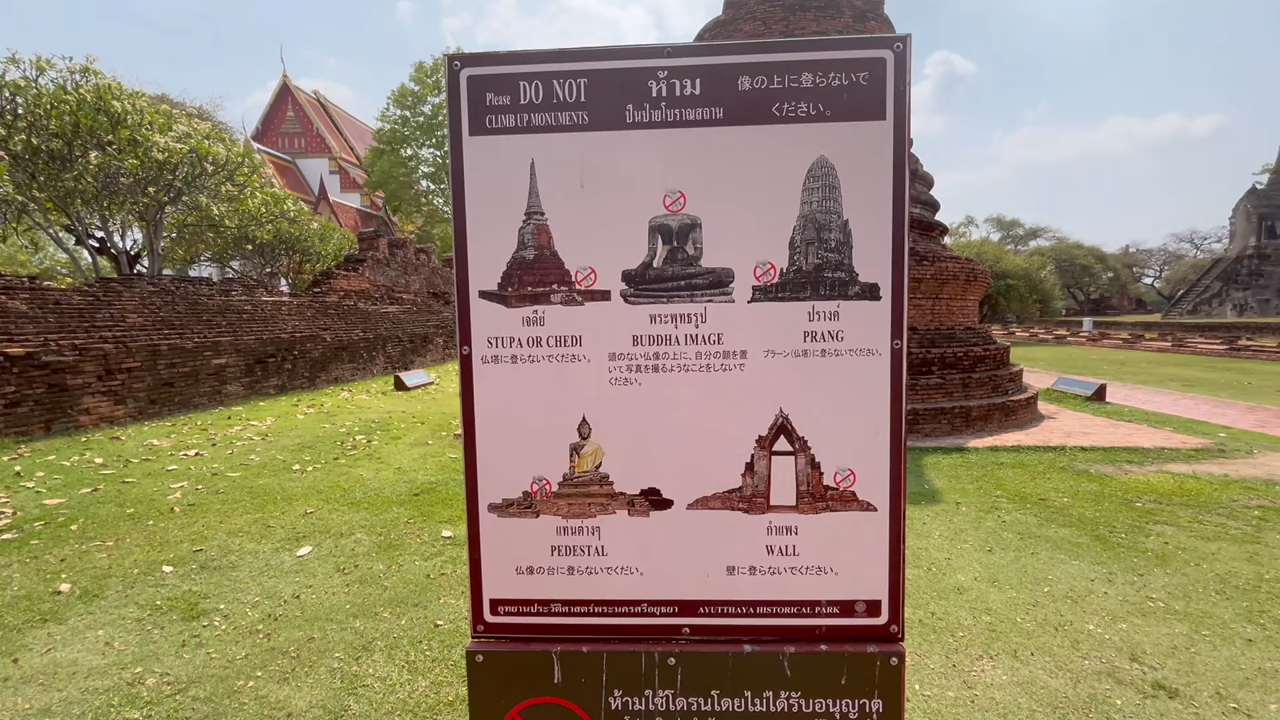 Please DO NOT
CLIMB UP MONUMENTS
ห้าม
ปีนป่ายโบราณสถาน
像の上に登らないで
ください。
เจดีย์
STUPA OR CHEDI
仏塔に登らないでください。
พระพุทธรูป
BUDDHA IMAGE
頭のない仏像の上に、自分の顔を置
いて写真を撮るようなことをしないで
ください。
ปรางค์
PRANG
プラーン(仏塔)に登らないでください。
แท่นต่างๆ
PEDESTAL
仏像の台に登らないでくだい。
กำแพง
WALL
壁に登らないでください。
อุทยานประวัติศาสตร์พระนครศรีอยุธยา AYUTTHAYA HISTORICAL PARK
ห้ามใช้โดรนโดยไม่ได้รับอนุญาต